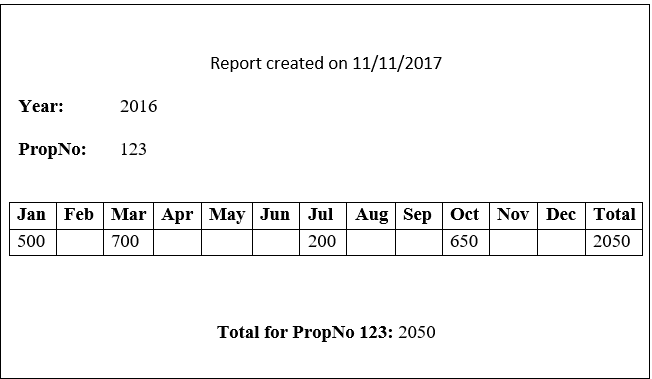 Report created on 11/11/2017
Year: 2016
PropNo: 123
Jan Feb Mar Apr May Jun Jul Aug Sep Oct Nov Dec Total
500 700 200 650 2050
Total for PropNo 123: 2050